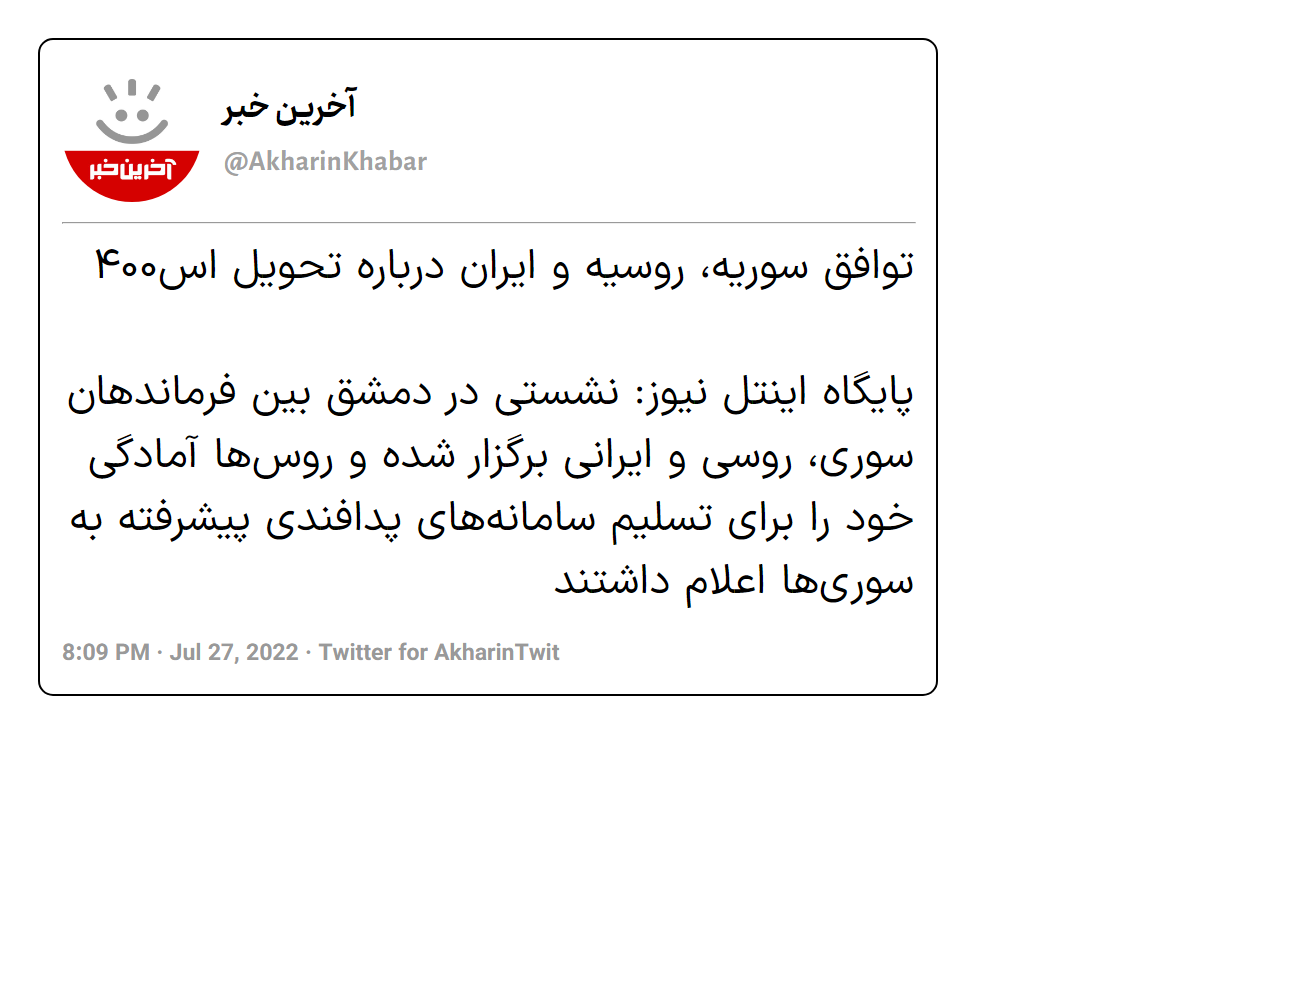 آخرین خبر
@AkharinKhabar
آخرین خبر
توافق سوریه، روسیه و ایران درباره تحویل اس۴۰۰
پایگاه اینتل نیوز: نشستی در دمشق بین فرماندهان
سوری، روسی و ایرانی برگزار شده و روس‌ها آمادگی
خود را برای تسلیم سامانه‌های پدافندی پیشرفته به
سوری‌ها اعلام داشتند
8:09 PM · Jul 27, 2022 · Twitter for AkharinTwit